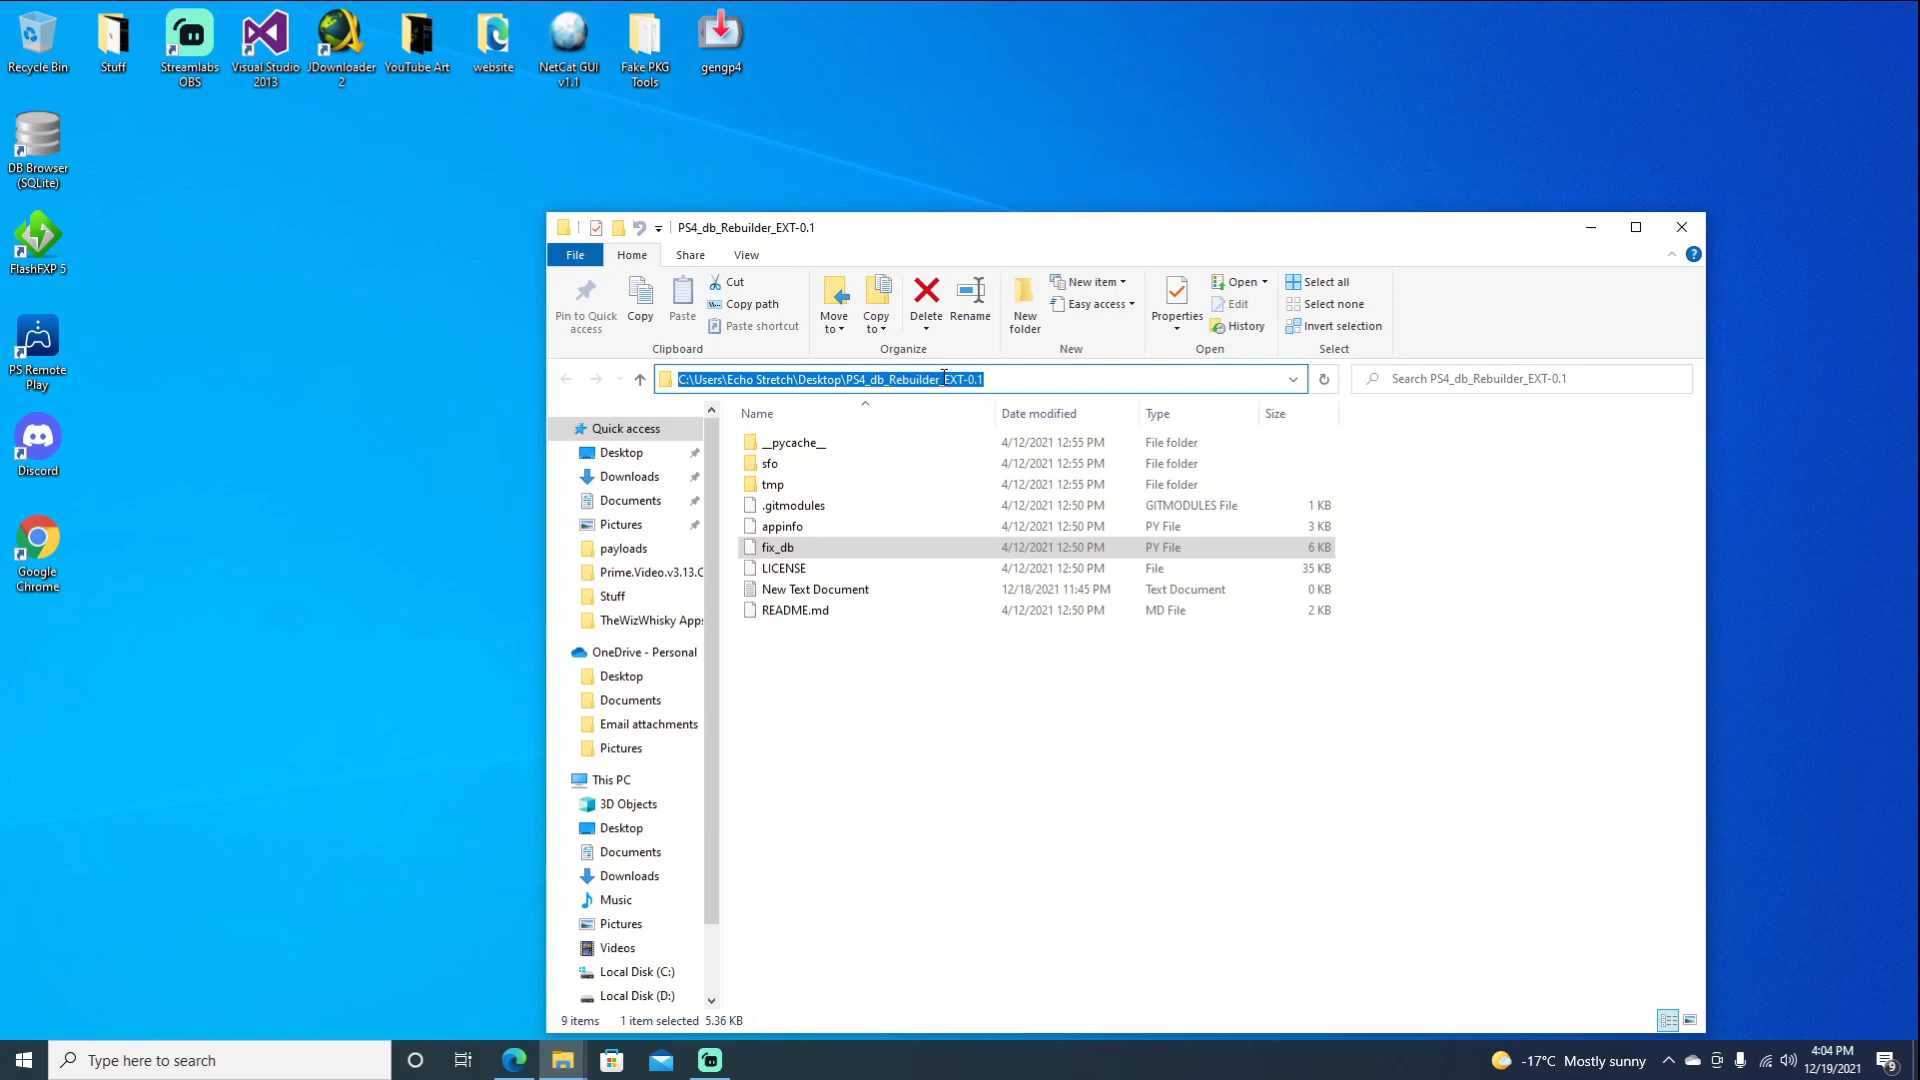 Recycle Bin
Stuff
Streamlabs
OBS
Visual Studio
2013
JDownloader
2
YouTube Art
website
NetCat GUI
v1.1
Fake PKG
Tools
gengp4
DB Browser
(SQLite)
FlashFXP 5
PS Remote
Play
Discord
Google
Chrome
PS4_db_Rebuilder_EXT-0.1
File
Home
Share
View
Pin to Quick
access
Copy
Paste
Cut
Copy path
Paste shortcut
Clipboard
Move
to
Copy
to
Delete
Rename
Organize
New
folder
New item
Easy access
New
Properties
Open
Edit
History
Open
Select all
Select none
Invert selection
Select
C:\Users\Echo Stretch\Desktop\PS4_db_Rebuilder_EXT-0.1
Search PS4_db_Rebuilder_EXT-0.1
Quick access
Desktop
Downloads
Documents
Pictures
payloads
Prime.Video.v3.13.C
Stuff
TheWizWhisky Apps
OneDrive - Personal
Desktop
Documents
Email attachments
Pictures
This PC
3D Objects
Desktop
Documents
Downloads
Music
Pictures
Videos
Local Disk (C:)
Local Disk (D:)
Name Date modified Type Size
__pycache__ 4/12/2021 12:55 PM File folder
sfo 4/12/2021 12:55 PM File folder
tmp 4/12/2021 12:55 PM File folder
.gitmodules 4/12/2021 12:50 PM GITMODULES File 1 KB
appinfo 4/12/2021 12:50 PM PY File 3 KB
fix_db 4/12/2021 12:50 PM PY File 6 KB
LICENSE 4/12/2021 12:50 PM File 35 KB
New Text Document 12/18/2021 11:45 PM Text Document 0 KB
README.md 4/12/2021 12:50 PM MD File 2 KB
9 items 1 item selected 5.36 KB
Type here to search
-17°C Mostly sunny
4:04 PM
12/19/2021
9